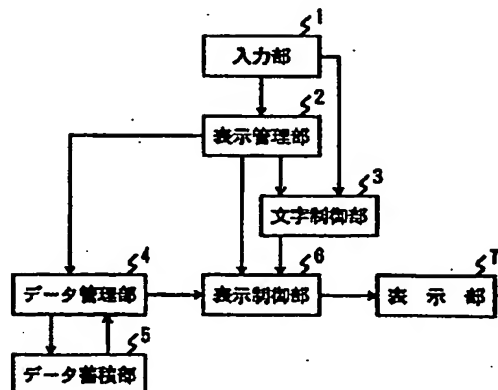 1
入力部
2
表示管理部
3
文字制御部
4
データ管理部
6
表示制御部
7
表 示 部
5
データ蓄積部